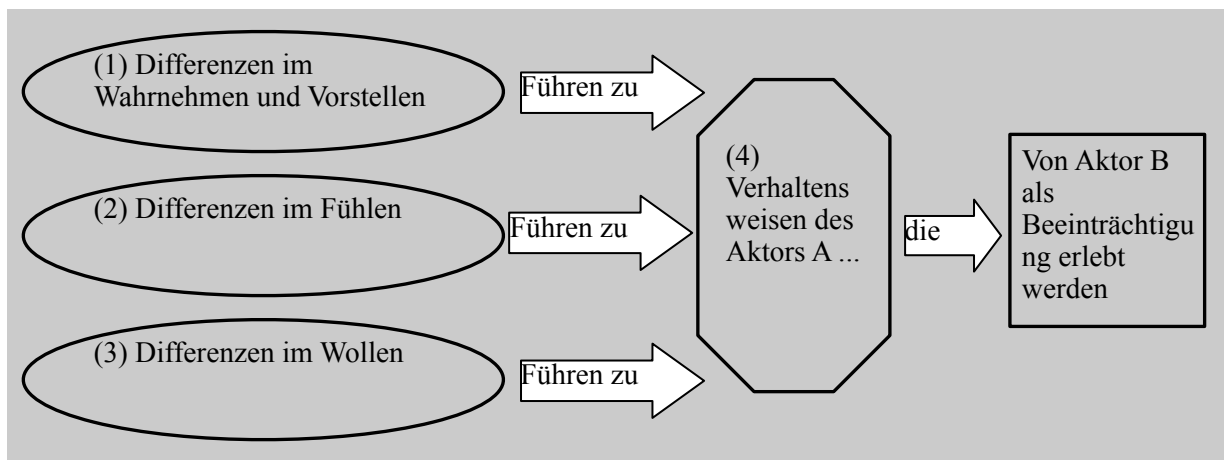 (1) Differenzen im
Wahrnehmen und Vorstellen
Führen zu
(2) Differenzen im Fühlen
Führen zu
(3) Differenzen im Wollen
Führen zu
(4)
Verhaltens
weisen des
Aktors A ...
die
Von Aktor B
als
Beeinträchtigu
ng erlebt
werden